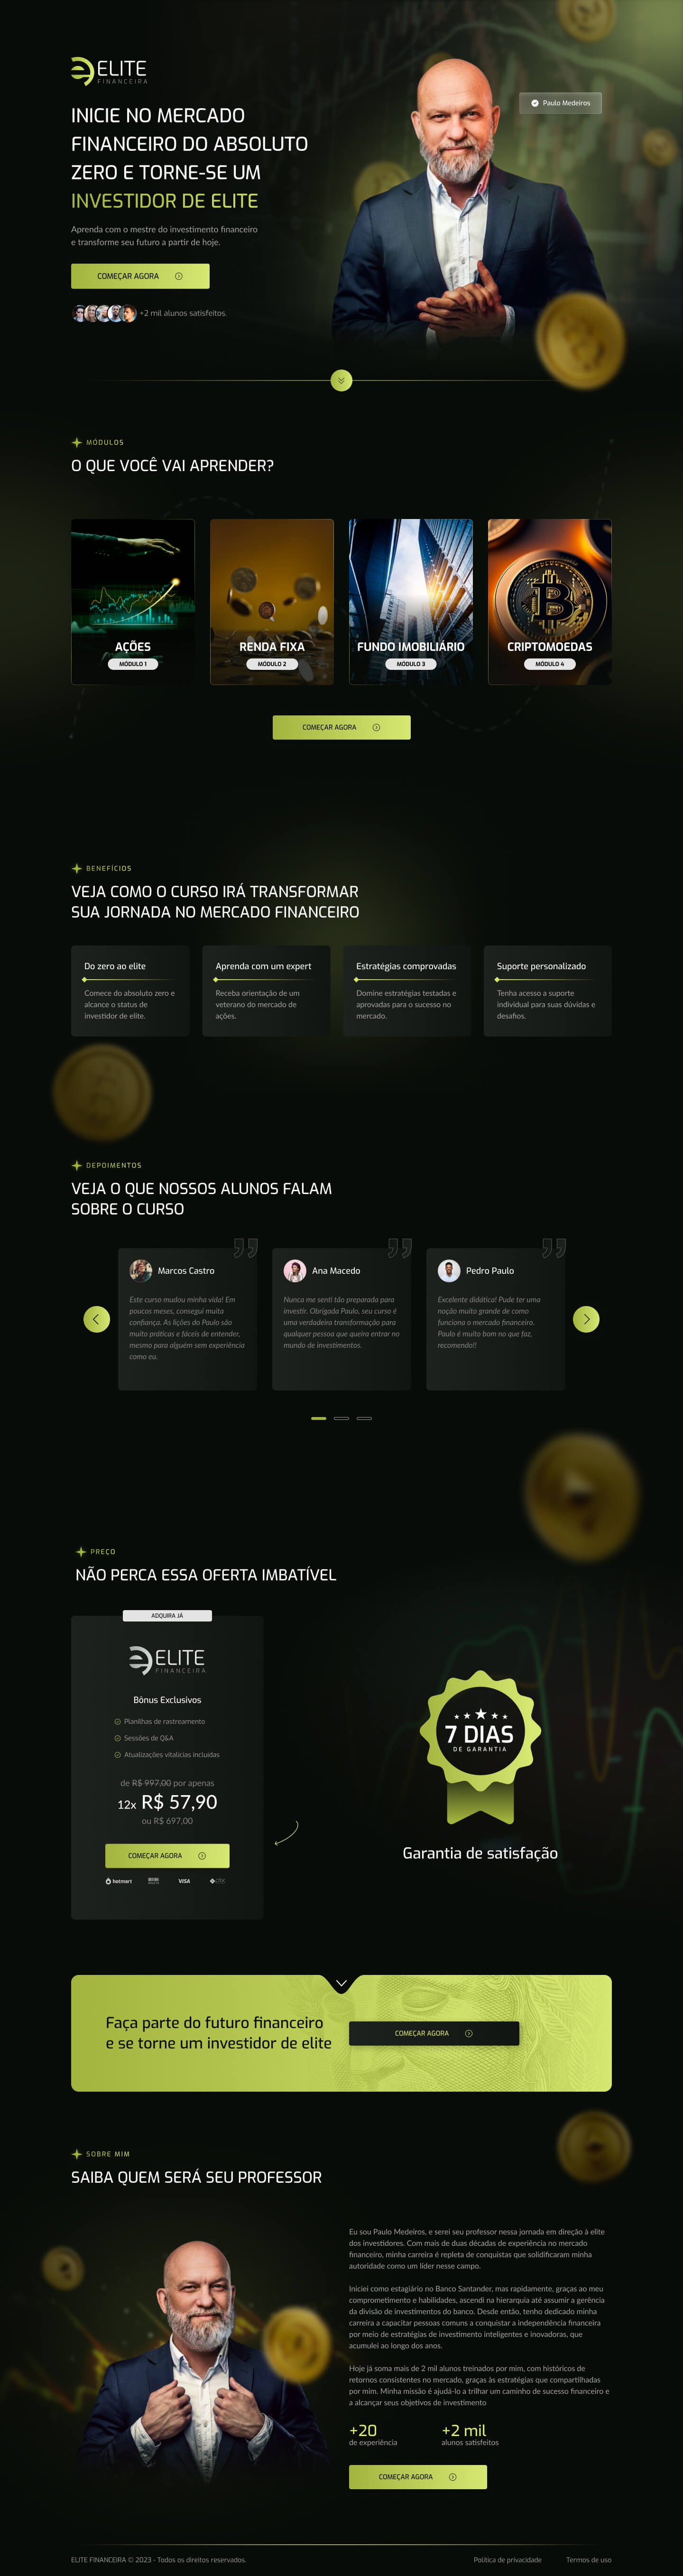 ELITE
FINANCEIRA
Paulo Medeiros
INICIE NO MERCADO
FINANCEIRO DO ABSOLUTO
ZERO E TORNE-SE UM
INVESTIDOR DE ELITE
Aprenda com o mestre do investimento financeiro
e transforme seu futuro a partir de hoje.
COMEÇAR AGORA
+2 mil alunos satisfeitos.
MÓDULOS
O QUE VOCÊ VAI APRENDER?
AÇÕES
MÓDULO 1
RENDA FIXA
MÓDULO 2
FUNDO IMOBILIÁRIO
MÓDULO 3
CRIPTOMOEDAS
MÓDULO 4
COMEÇAR AGORA
BENEFÍCIOS
VEJA COMO O CURSO IRÁ TRANSFORMAR
SUA JORNADA NO MERCADO FINANCEIRO
Do zero ao elite
Comece do absoluto zero e
alcance o status de
investidor de elite.
Aprenda com um expert
Receba orientação de um
veterano do mercado de
ações.
Estratégias comprovadas
Domine estratégias testadas e
aprovadas para o sucesso no
mercado.
Suporte personalizado
Tenha acesso a suporte
individual para suas dúvidas e
desafios.
DEPOIMENTOS
VEJA O QUE NOSSOS ALUNOS FALAM
SOBRE O CURSO
Marcos Castro
Este curso mudou minha vida! Em
poucos meses, consegui muita
confiança. As lições do Paulo são
muito práticas e fáceis de entender,
mesmo para alguém sem experiência
como eu.
Ana Macedo
Nunca me senti tão preparada para
investir. Obrigada Paulo, seu curso é
uma verdadeira transformação para
qualquer pessoa que queira entrar no
mundo de investimentos.
Pedro Paulo
Excelente didática! Pude ter uma
noção muito grande de como
funciona o mercado financeiro.
Paulo é muito bom no que faz,
recomendo!!
PREÇO
NÃO PERCA ESSA OFERTA IMBATÍVEL
ADQUIRA JÁ
ELITE
FINANCEIRA
Bônus Exclusivos
Planilhas de rastreamento
Sessões de Q&A
Atualizações vitalícias incluídas
de R$ 997,00 por apenas
12x R$ 57,90
ou R$ 697,00
COMEÇAR AGORA
hotmart
VISA
7 DIAS
DE GARANTIA
Garantia de satisfação
Faça parte do futuro financeiro
e se torne um investidor de elite
COMEÇAR AGORA
SOBRE MIM
SAIBA QUEM SERÁ SEU PROFESSOR
Eu sou Paulo Medeiros, e serei seu professor nessa jornada em direção à elite
dos investidores. Com mais de duas décadas de experiência no mercado
financeiro, minha carreira é repleta de conquistas que solidificaram minha
autoridade como um líder nesse campo.
Iniciei como estagiário no Banco Santander, mas rapidamente, graças ao meu
comprometimento e habilidades, ascendi na hierarquia até assumir a gerência
da divisão de investimentos do banco. Desde então, tenho dedicado minha
carreira a capacitar pessoas comuns a conquistar a independência financeira
por meio de estratégias de investimento inteligentes e inovadoras, que
acumulei ao longo dos anos.
Hoje já soma mais de 2 mil alunos treinados por mim, com históricos de
retornos consistentes no mercado, graças às estratégias que compartilhadas
por mim. Minha missão é ajudá-lo a trilhar um caminho de sucesso financeiro e
a alcançar seus objetivos de investimento
+20
de experiência
+2 mil
alunos satisfeitos
COMEÇAR AGORA
ELITE FINANCEIRA © 2023 - Todos os direitos reservados.
Política de privacidade
Termos de uso